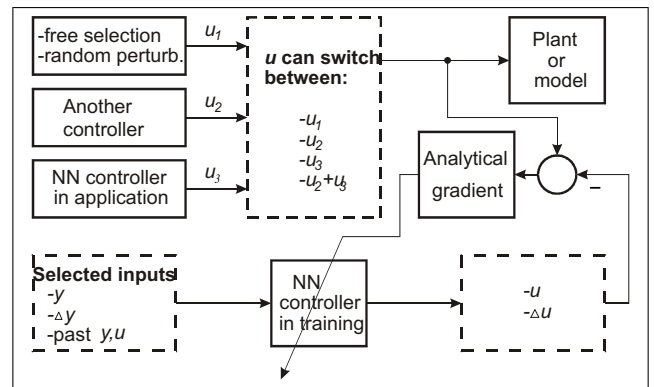 -free selection
-random perturb.
u1
Another
controller
u2
NN controller
in application
u3
u can switch
between:
-u1
-u2
-u3
-u2+u3
Plant
or
model
Analytical
gradient
–
Selected inputs
-y
-△y
-past y,u
NN
controller
in training
-u
-△u